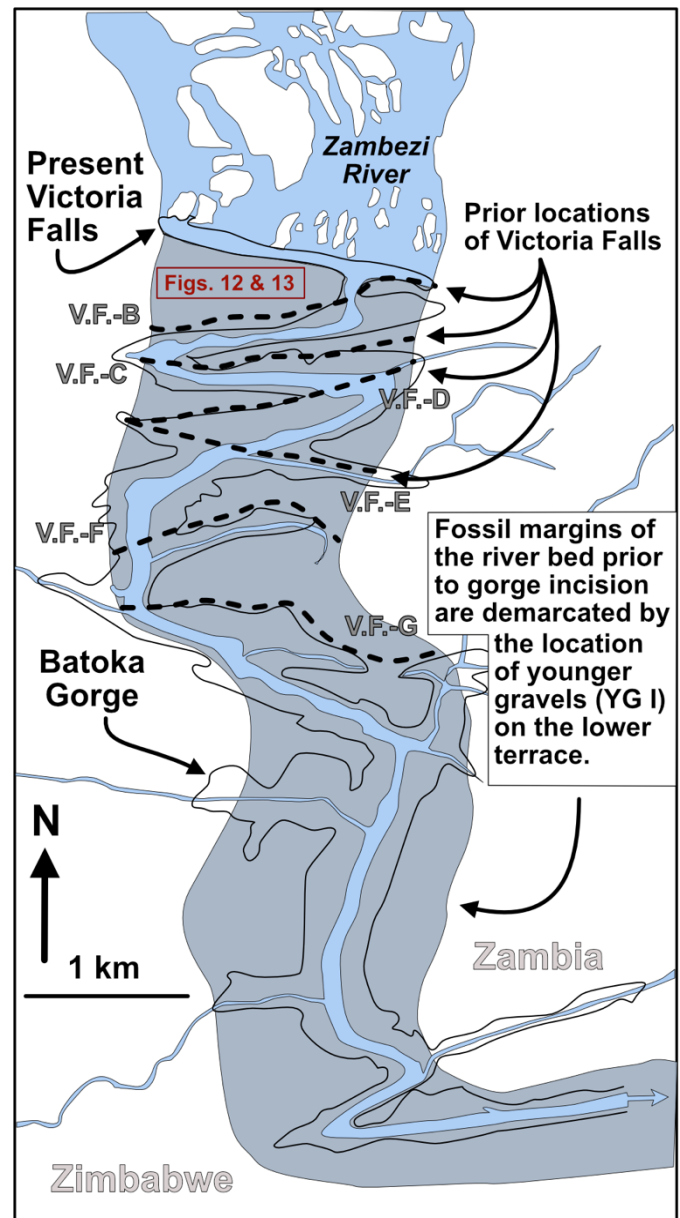 Zambezi
River
Present
Victoria
Falls
Prior locations
of Victoria Falls
Figs. 12 & 13
V.F.-B
V.F.-C
V.F.-D
V.F.-E
V.F.-F
Fossil margins of
the river bed prior
to gorge incision
are demarcated by
the location
of younger
gravels (YG I)
on the lower
terrace.
V.F.-G
Batoka
Gorge
N
1 km
Zambia
Zimbabwe